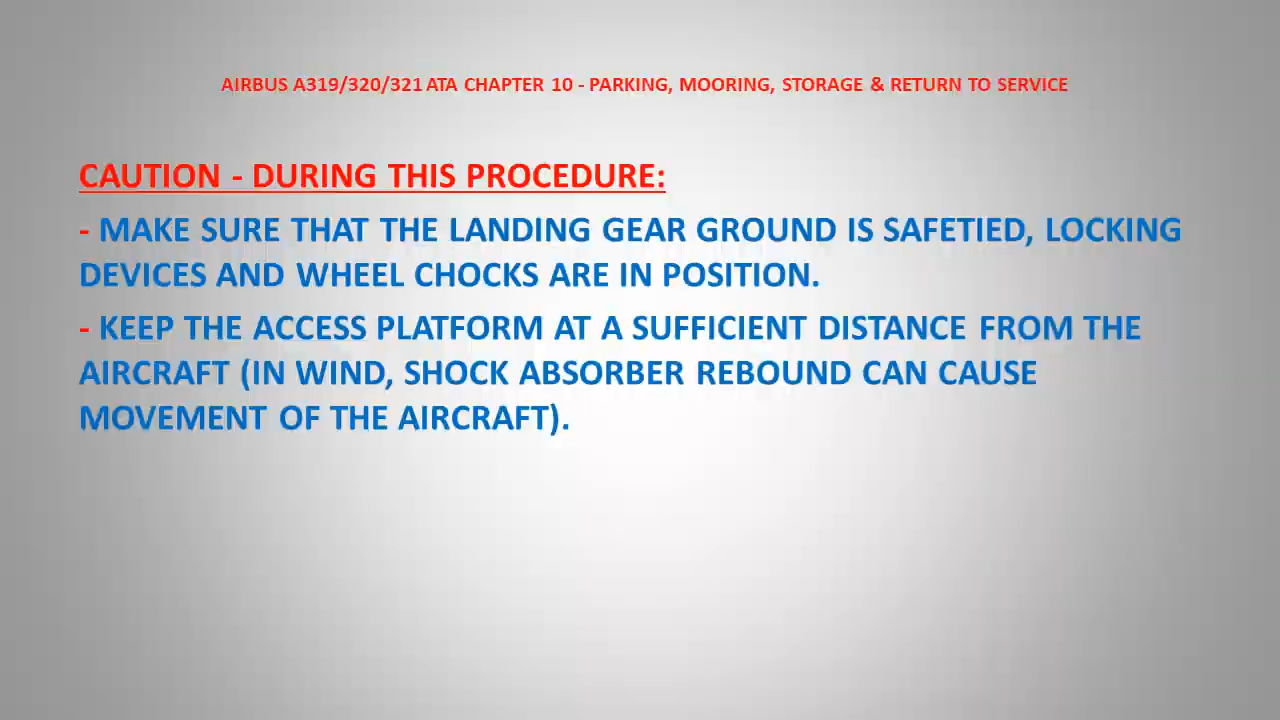 AIRBUS A319/320/321 ATA CHAPTER 10 - PARKING, MOORING, STORAGE & RETURN TO SERVICE
CAUTION - DURING THIS PROCEDURE:
- MAKE SURE THAT THE LANDING GEAR GROUND IS SAFETIED, LOCKING
DEVICES AND WHEEL CHOCKS ARE IN POSITION.
- KEEP THE ACCESS PLATFORM AT A SUFFICIENT DISTANCE FROM THE
AIRCRAFT (IN WIND, SHOCK ABSORBER REBOUND CAN CAUSE
MOVEMENT OF THE AIRCRAFT).